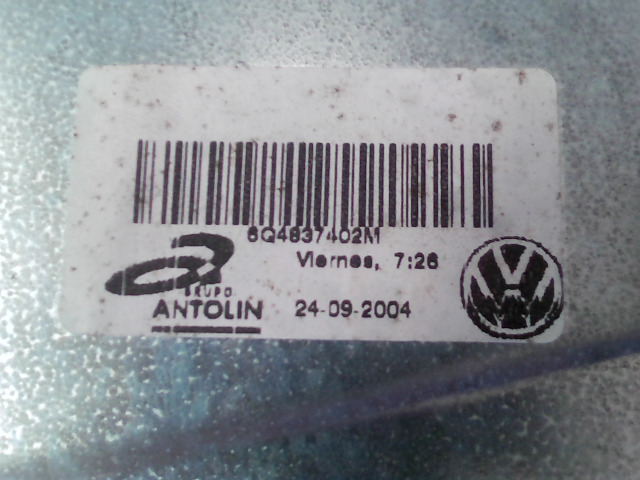 6Q4837402M
Viernes, 7:26
GRUPO
ANTOLIN
24-09-2004